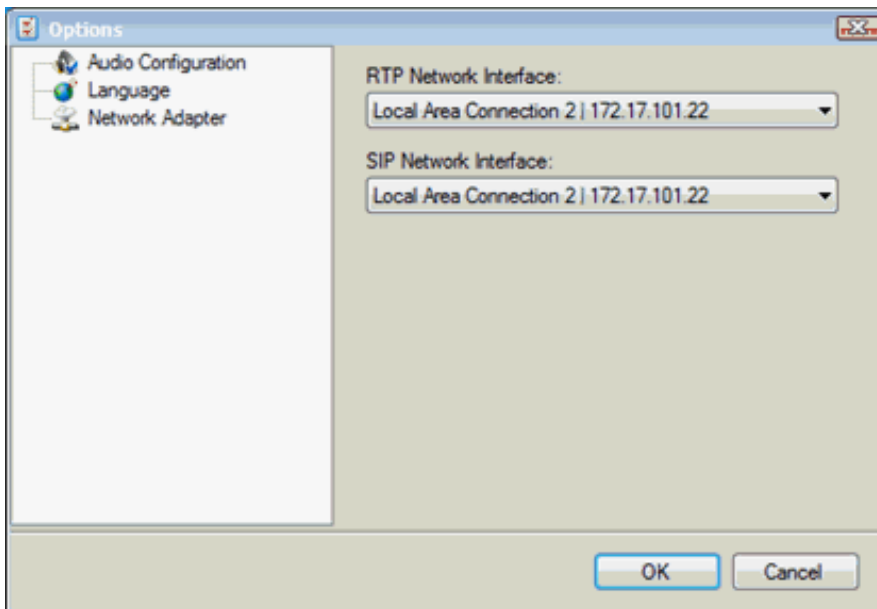 Options
Audio Configuration
Language
Network Adapter
RTP Network Interface:
Local Area Connection 2 | 172.17.101.22
SIP Network Interface:
Local Area Connection 2 | 172.17.101.22
OK
Cancel